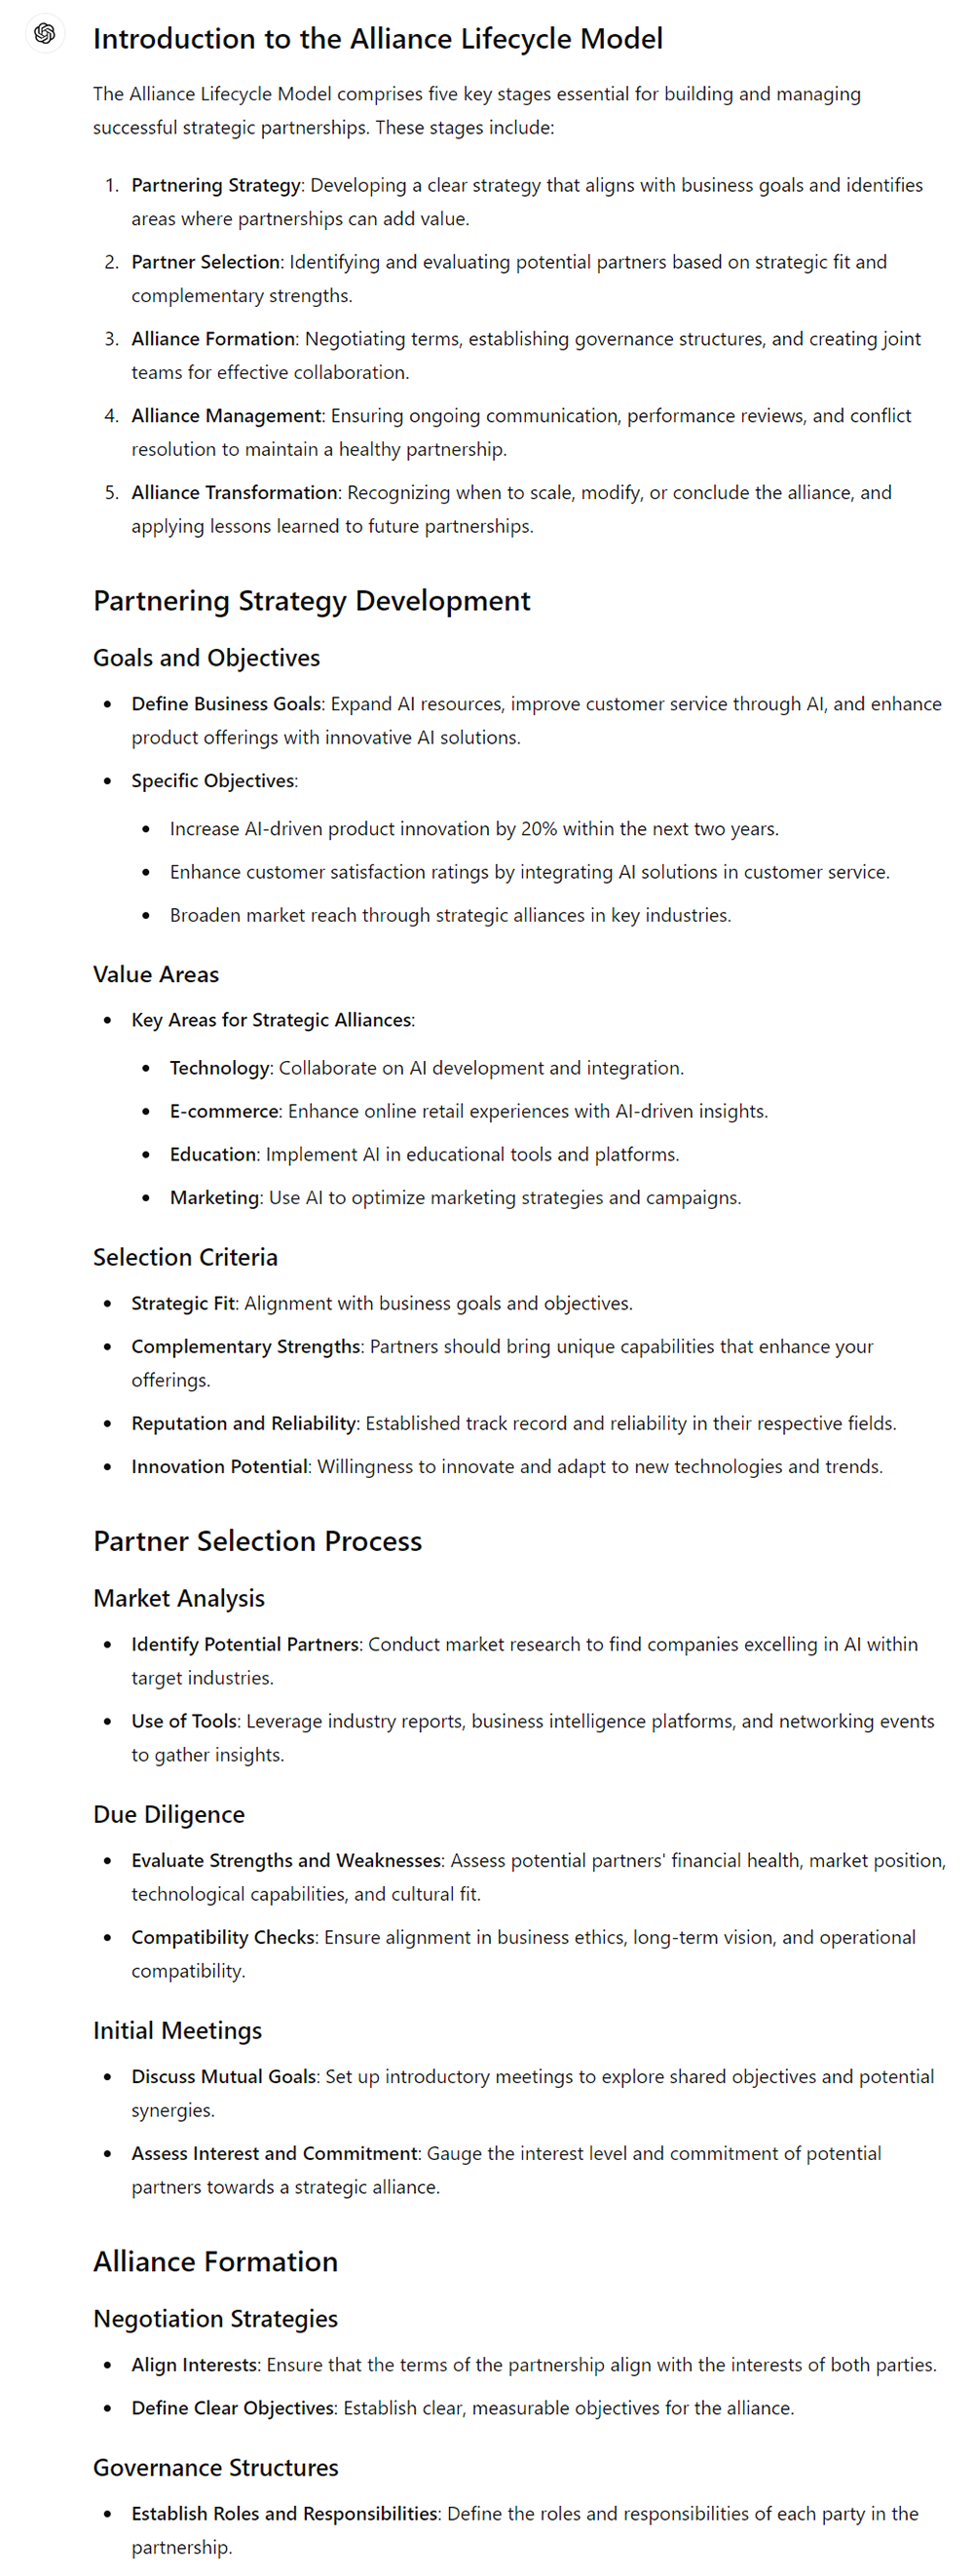 Introduction to the Alliance Lifecycle Model
The Alliance Lifecycle Model comprises five key stages essential for building and managing
successful strategic partnerships. These stages include:
1. Partnering Strategy: Developing a clear strategy that aligns with business goals and identifies
areas where partnerships can add value.
2. Partner Selection: Identifying and evaluating potential partners based on strategic fit and
complementary strengths.
3. Alliance Formation: Negotiating terms, establishing governance structures, and creating joint
teams for effective collaboration.
4. Alliance Management: Ensuring ongoing communication, performance reviews, and conflict
resolution to maintain a healthy partnership.
5. Alliance Transformation: Recognizing when to scale, modify, or conclude the alliance, and
applying lessons learned to future partnerships.
Partnering Strategy Development
Goals and Objectives
• Define Business Goals: Expand AI resources, improve customer service through AI, and enhance
product offerings with innovative AI solutions.
• Specific Objectives:
• Increase AI-driven product innovation by 20% within the next two years.
• Enhance customer satisfaction ratings by integrating AI solutions in customer service.
• Broaden market reach through strategic alliances in key industries.
Value Areas
• Key Areas for Strategic Alliances:
• Technology: Collaborate on AI development and integration.
• E-commerce: Enhance online retail experiences with AI-driven insights.
• Education: Implement AI in educational tools and platforms.
• Marketing: Use AI to optimize marketing strategies and campaigns.
Selection Criteria
• Strategic Fit: Alignment with business goals and objectives.
• Complementary Strengths: Partners should bring unique capabilities that enhance your
offerings.
• Reputation and Reliability: Established track record and reliability in their respective fields.
• Innovation Potential: Willingness to innovate and adapt to new technologies and trends.
Partner Selection Process
Market Analysis
• Identify Potential Partners: Conduct market research to find companies excelling in AI within
target industries.
• Use of Tools: Leverage industry reports, business intelligence platforms, and networking events
to gather insights.
Due Diligence
• Evaluate Strengths and Weaknesses: Assess potential partners' financial health, market position,
technological capabilities, and cultural fit.
• Compatibility Checks: Ensure alignment in business ethics, long-term vision, and operational
compatibility.
Initial Meetings
• Discuss Mutual Goals: Set up introductory meetings to explore shared objectives and potential
synergies.
• Assess Interest and Commitment: Gauge the interest level and commitment of potential
partners towards a strategic alliance.
Alliance Formation
Negotiation Strategies
• Align Interests: Ensure that the terms of the partnership align with the interests of both parties.
• Define Clear Objectives: Establish clear, measurable objectives for the alliance.
Governance Structures
• Establish Roles and Responsibilities: Define the roles and responsibilities of each party in the
partnership.